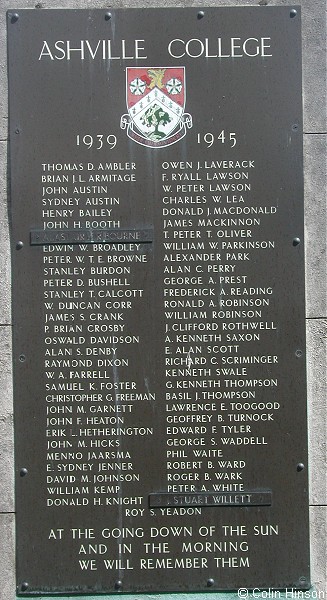 ASHVILLE COLLEGE
1939 1945
THOMAS D. AMBLER
BRIAN J.L. ARMITAGE
JOHN AUSTIN
SYDNEY AUSTIN
HENRY BAILEY
JOHN H. BOOTH
EDWIN W. BROADLEY
PETER W. T. E. BROWNE
STANLEY BURDON
PETER D. BUSHELL
STANLEY T. CALCOTT
W. DUNCAN CORR
JAMES S. CRANK
P. BRIAN CROSBY
OSWALD DAVIDSON
ALAN S. DENBY
RAYMOND DIXON
W. A. FARRELL
SAMUEL K. FOSTER
CHRISTOPHER G. FREEMAN
JOHN M. GARNETT
JOHN F. HEATON
ERIK L. HETHERINGTON
JOHN M. HICKS
MENNO JAARSMA
E. SYDNEY JENNER
DAVID M. JOHNSON
WILLIAM KEMP
DONALD H. KNIGHT
OWEN J. LAVERACK
F. RYALL LAWSON
W. PETER LAWSON
CHARLES W. LEA
DONALD J. MACDONALD
JAMES MACKINNON
T. PETER T. OLIVER
WILLIAM W. PARKINSON
ALEXANDER PARK
ALAN C. PERRY
GEORGE A. PREST
FREDERICK A. READING
RONALD A. ROBINSON
WILLIAM ROBINSON
J. CLIFFORD ROTHWELL
A. KENNETH SAXON
E. ALAN SCOTT
RICHARD C. SCRIMINGER
KENNETH SWALE
G. KENNETH THOMPSON
BASIL J. THOMPSON
LAWRENCE E. TOOGOOD
GEOFFREY B. TURNOCK
EDWARD F. TYLER
GEORGE S. WADDELL
PHIL WAITE
ROBERT B. WARD
ROGER B. WARK
PETER A. WHITE
STUART WILLETT
ROY S. YEADON
AT THE GOING DOWN OF THE SUN
AND IN THE MORNING
WE WILL REMEMBER THEM
© Colin Hinson